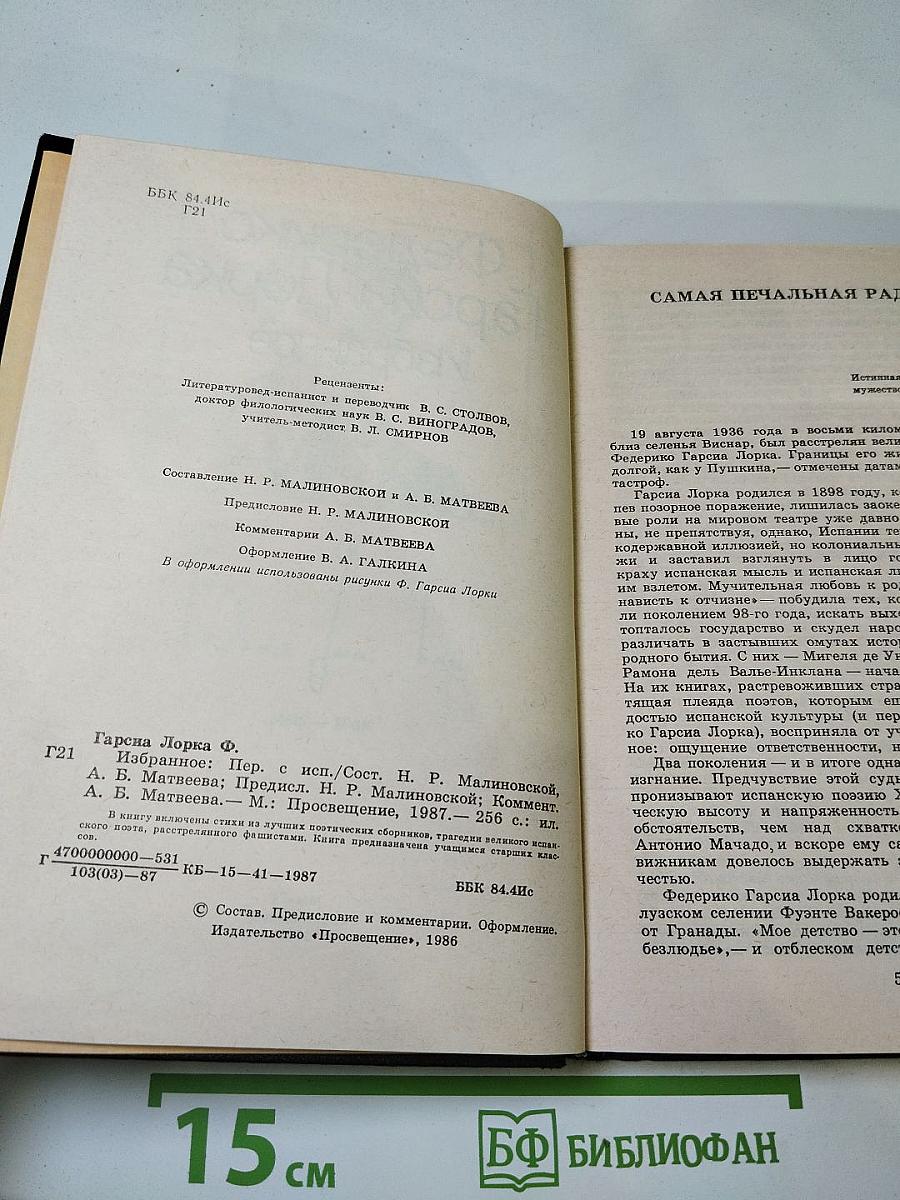 ББК 84.4Ис
Г21
Рецензенты:
Литературовед-испанист и переводчик В. С. СТОЛБОВ,
доктор филологических наук В. С. ВИНОГРАДОВ,
учитель-методист В. Л. СМИРНОВ
Составление Н. Р. МАЛИНОВСКОЙ и А. Б. МАТВЕЕВА
Предисловие Н. Р. МАЛИНОВСКОЙ
Комментарии А. Б. МАТВЕЕВА
Оформление В. А. ГАЛКИНА
В оформлении использованы рисунки Ф. Гарсиа Лорки
Гарсиа Лорка Ф.
Г21 Избранное: Пер. с исп./Сост. Н. Р. Малиновской,
А. Б. Матвеева; Предисл. Н. Р. Малиновской; Коммент.
А. Б. Матвеева.— М.: Просвещение, 1987.— 256 с.: ил.
В книгу включены стихи из лучших поэтических сборников, трагедии великого испан-
ского поэта, расстрелянного фашистами. Книга предназначена учащимся старших клас-
сов.
Г 4700000000—531
103(03)—87 КБ—15—41—1987
ББК 84.4Ис
© Состав. Предисловие и комментарии. Оформление.
Издательство «Просвещение», 1986
САМАЯ ПЕЧАЛЬНАЯ РАД
Истинная
мужество
19 августа 1936 года в восьми килом
близ селенья Виснар, был расстрелян вели
Федерико Гарсиа Лорка. Границы его жи
долгой, как у Пушкина,— отмечены датам
тастроф.
Гарсиа Лорка родился в 1898 году, к
пев позорное поражение, лишилась заоке
вые роли на мировом театре уже давно
ны, не препятствуя, однако, Испании те
кодержавной иллюзией, но колониальны
жи и заставил взглянуть в лицо го
краху испанская мысль и испанская ли
им взлетом. Мучительная любовь к род
нависть к отчизне»— побудила тех, ко
ли поколением 98-го года, искать выхо
топталось государство и скудел наро
различать в застывших омутах исто
родного бытия. С них — Мигеля де Ун
Рамона дель Валье-Инклана — нача
На их книгах, растревоживших стра
тящая плеяда поэтов, которым ещ
достью испанской культуры (и пер
ко Гарсиа Лорка), восприняла от уч
ное: ощущение ответственности, н
Два поколения — и в итоге одна
изгнание. Предчувствие этой судь
пронизывают испанскую поэзию X
ческую высоту и напряженность
обстоятельств, чем над схватко
Антонио Мачадо, и вскоре ему са
вижникам довелось выдержать э
честью.
Федерико Гарсиа Лорка родил
лузском селении Фуэнте Вакеро
от Гранады. «Мое детство — это
безлюдье»,— и отблеском детс
5
15 см
БФ БИБЛИОФАН